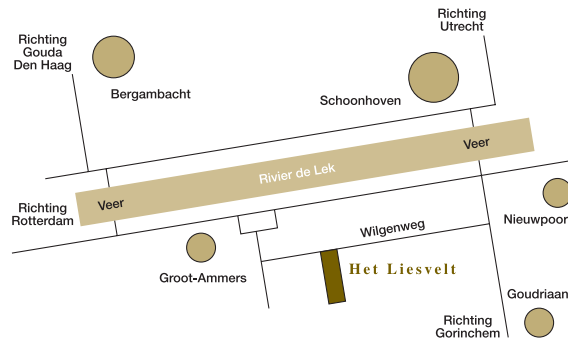 Richting
Utrecht
Richting
Gouda
Den Haag
Bergambacht
Schoonhoven
Veer
Rivier de Lek
Veer
Richting
Rotterdam
Nieuwpoor
Wilgenweg
Groot-Ammers
Het Liesvelt
Goudriaan
Richting
Gorinchem